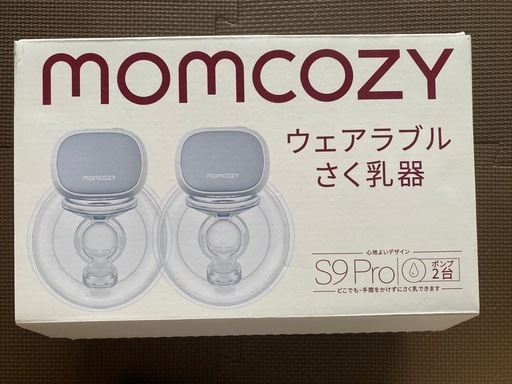 momcozy
ウェアラブル
さく乳器
momcozy
momcozy
心地よいデザイン
S9 Pro
ポンプ
2台
どこでも・手間をかけずにさく乳できます